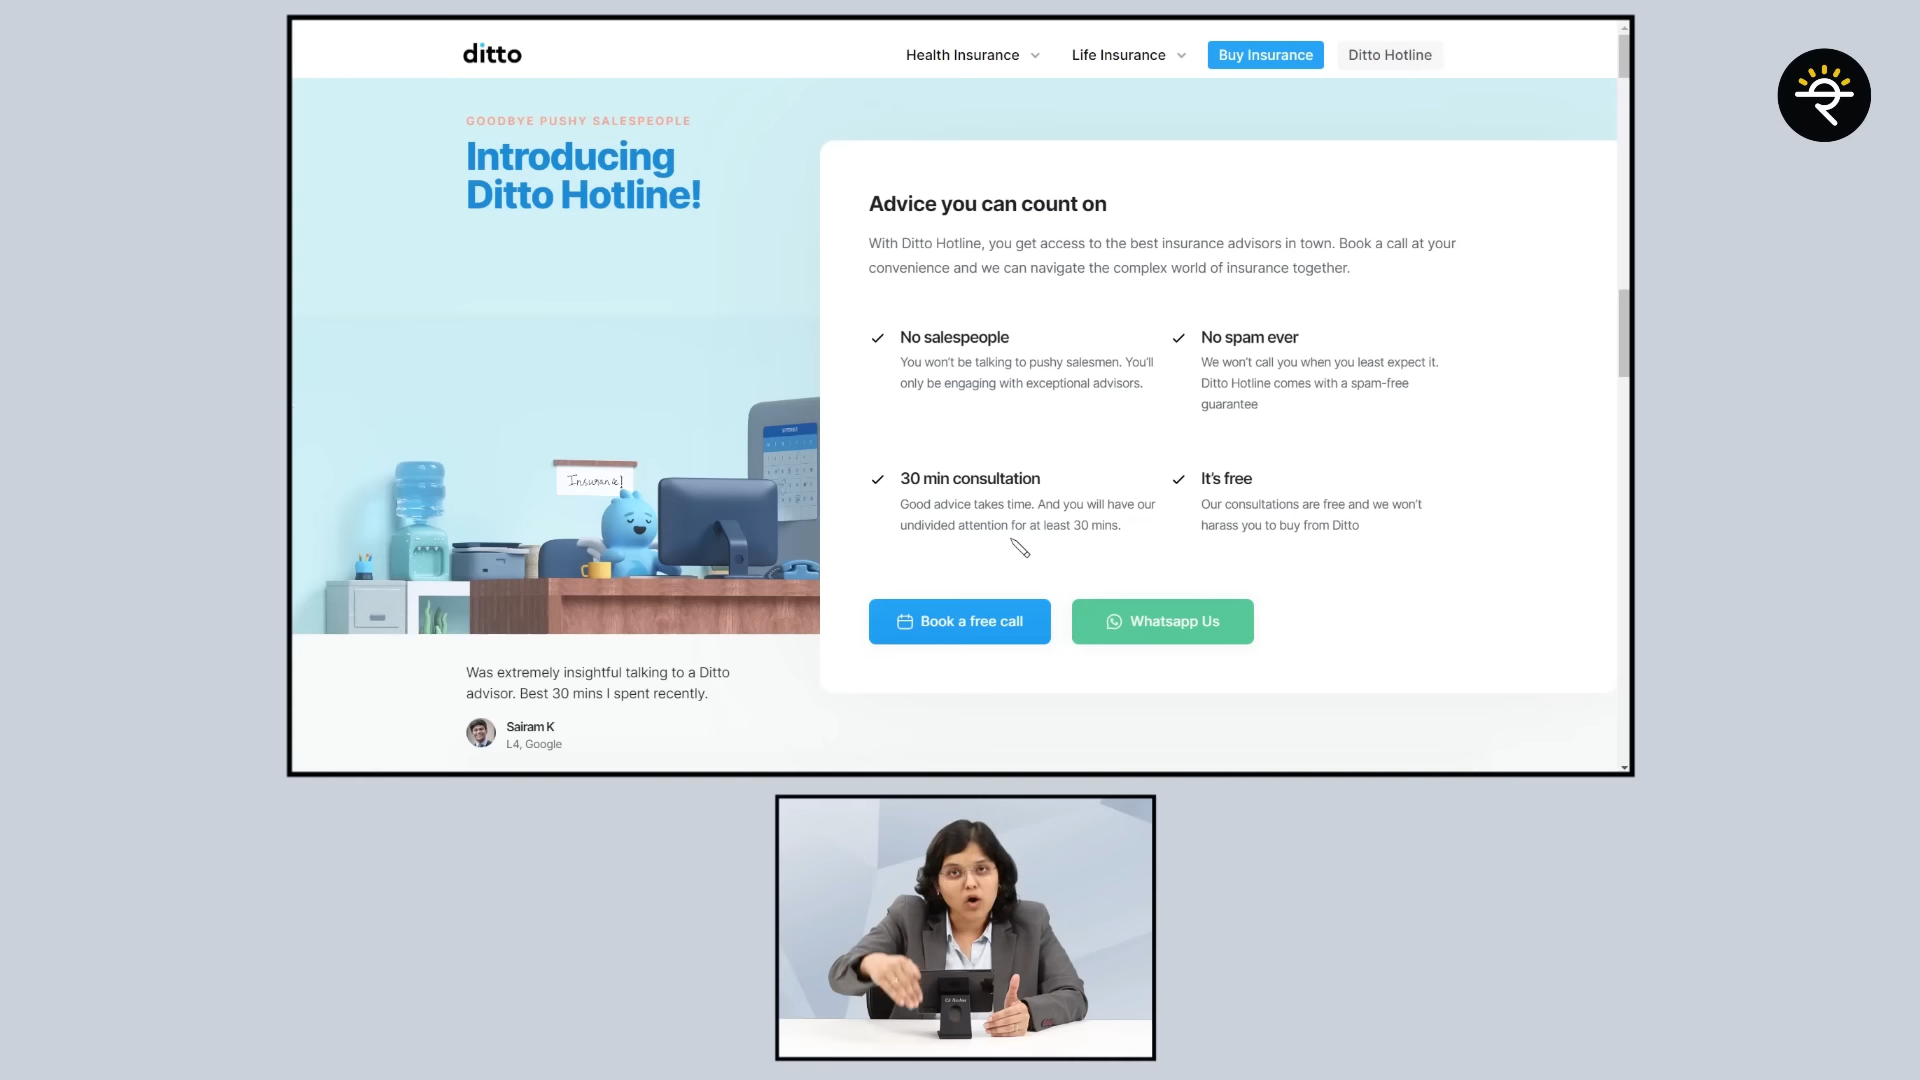 ditto
Health Insurance
Life Insurance
Buy Insurance
Ditto Hotline
GOODBYE PUSHY SALESPEOPLE
Introducing
Ditto Hotline!
Insurance!
Was extremely insightful talking to a Ditto
advisor. Best 30 mins I spent recently.
Sairam K
L4, Google
Advice you can count on
With Ditto Hotline, you get access to the best insurance advisors in town. Book a call at your
convenience and we can navigate the complex world of insurance together.
No salespeople
You won't be talking to pushy salesmen. You'll
only be engaging with exceptional advisors.
No spam ever
We won't call you when you least expect it.
Ditto Hotline comes with a spam-free
guarantee
30 min consultation
Good advice takes time. And you will have our
undivided attention for at least 30 mins.
It's free
Our consultations are free and we won't
harass you to buy from Ditto
Book a free call
Whatsapp Us